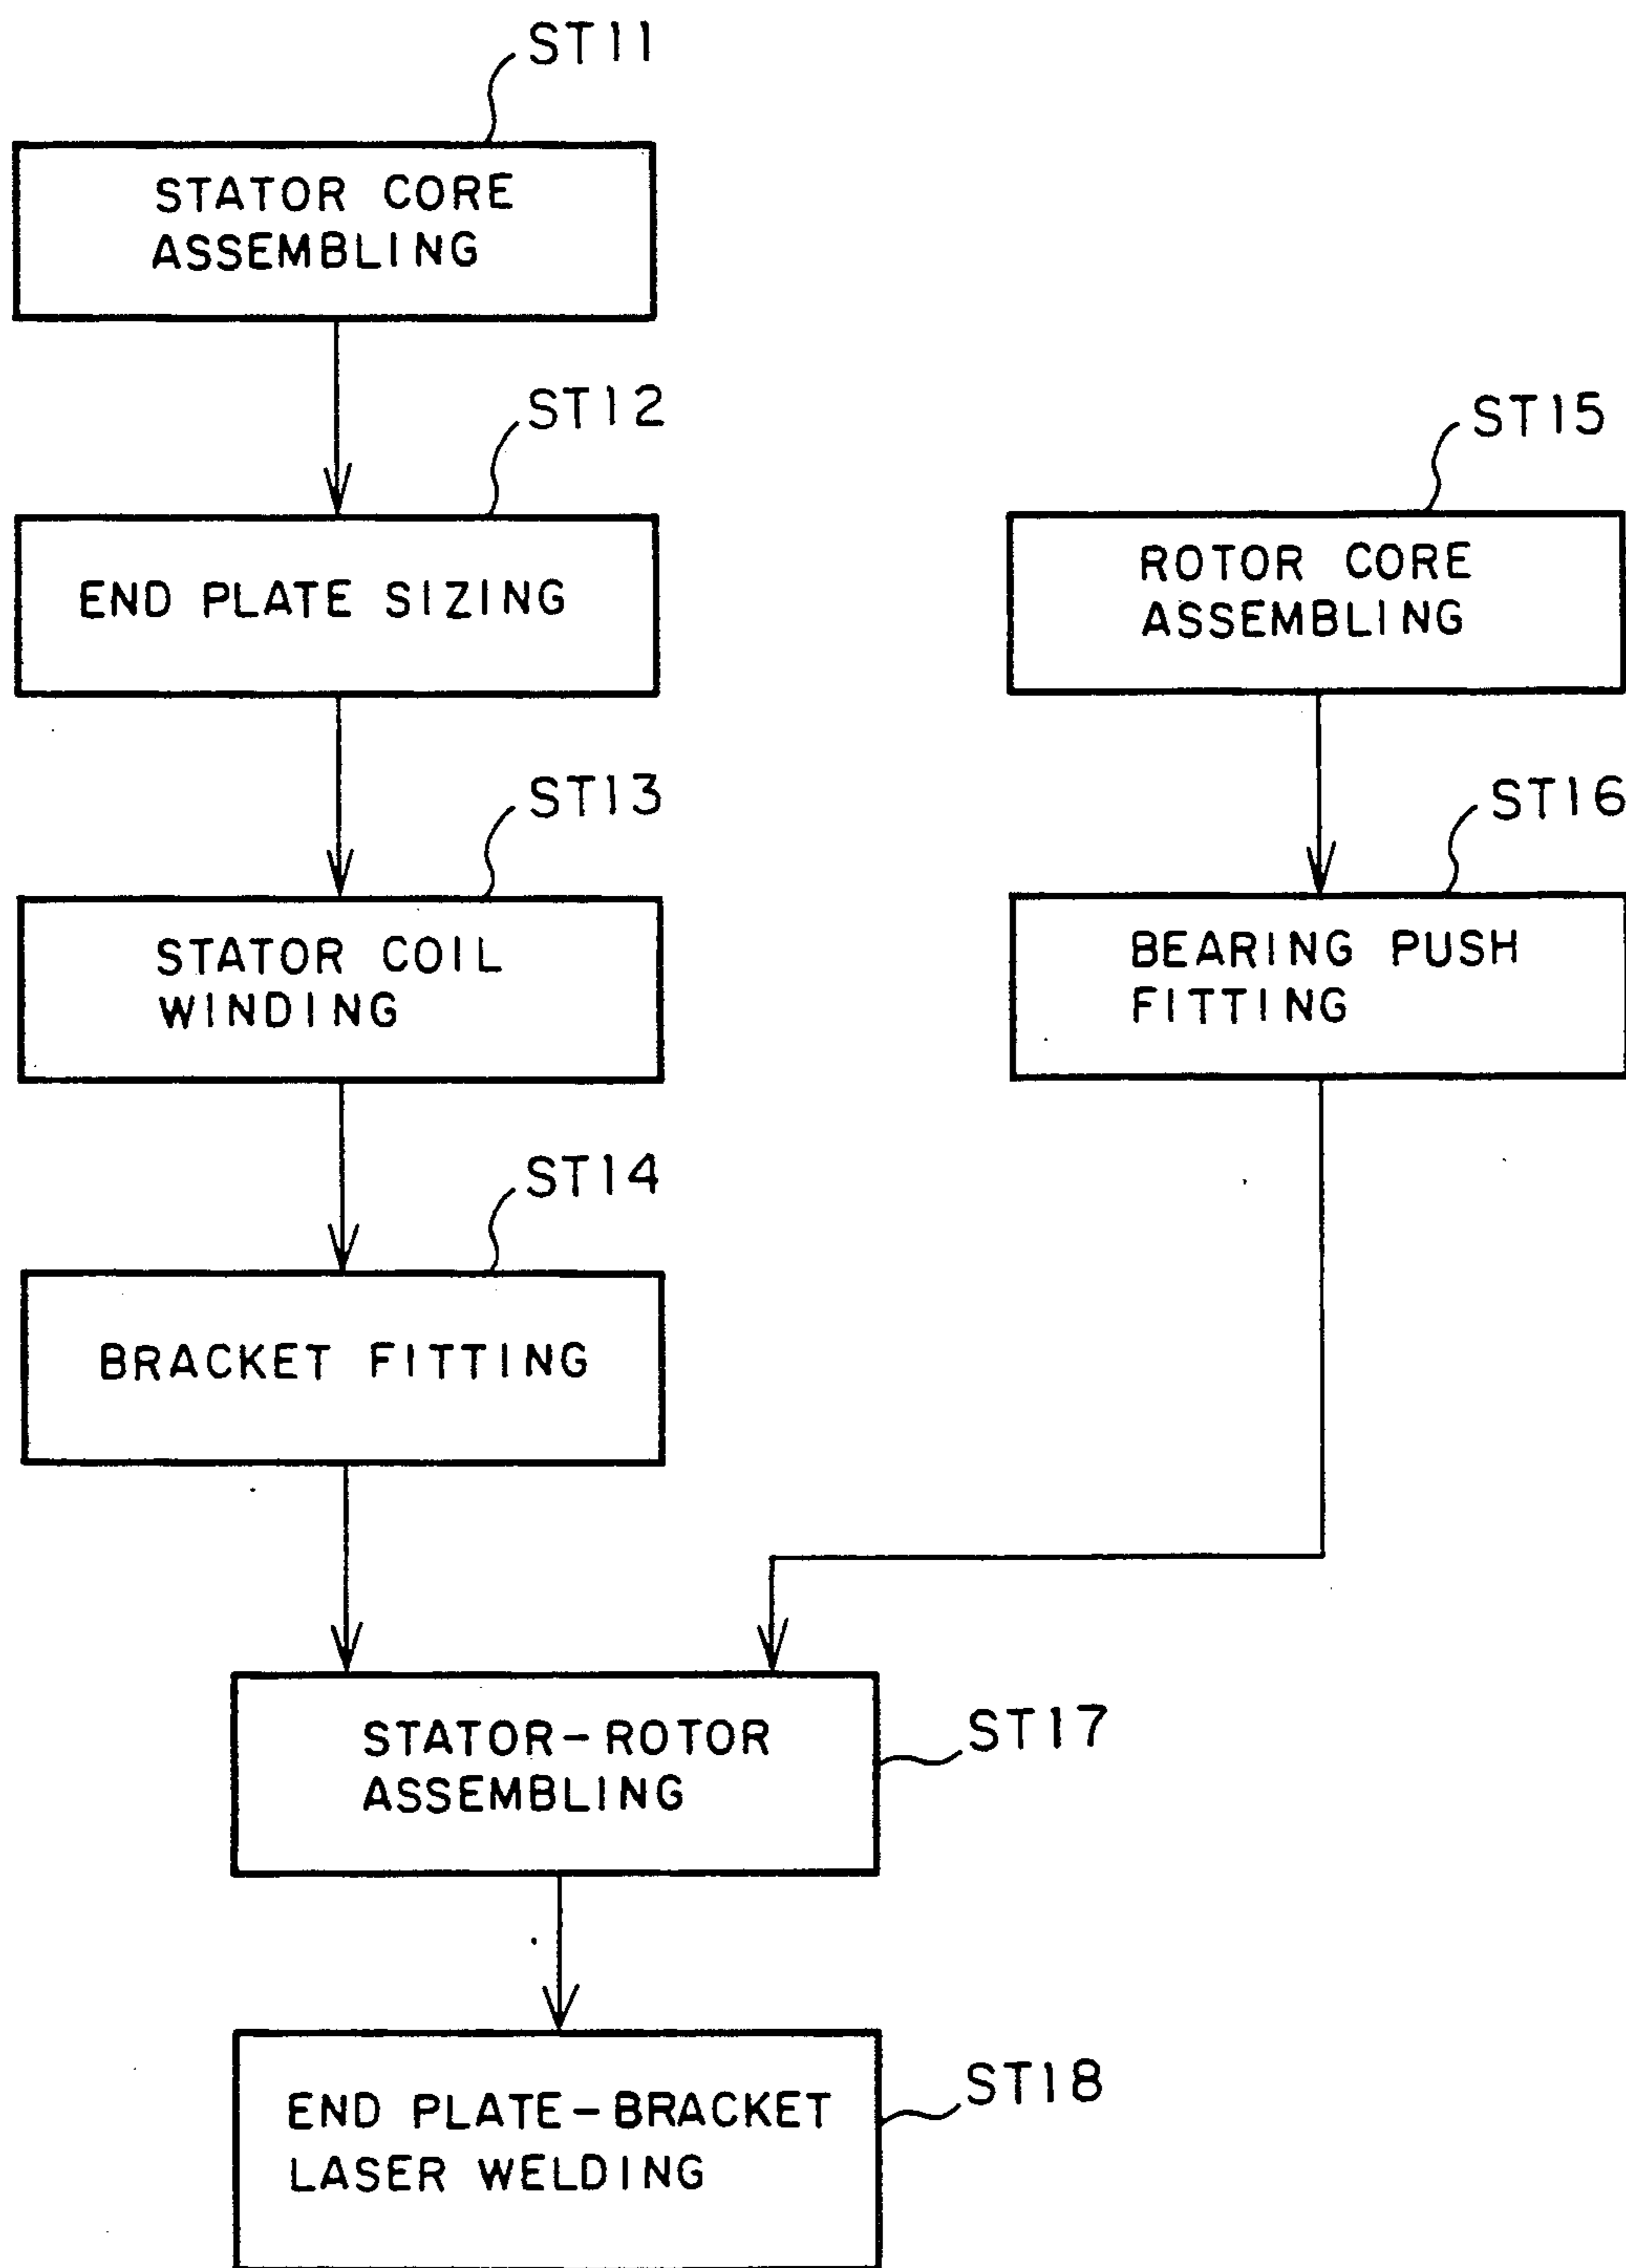 ST11
STATOR CORE
ASSEMBLING
ST12
END PLATE SIZING
ST13
STATOR COIL
WINDING
ST14
BRACKET FITTING
ST15
ROTOR CORE
ASSEMBLING
ST16
BEARING PUSH
FITTING
STATOR-ROTOR
ASSEMBLING
ST17
END PLATE-BRACKET
LASER WELDING
ST18